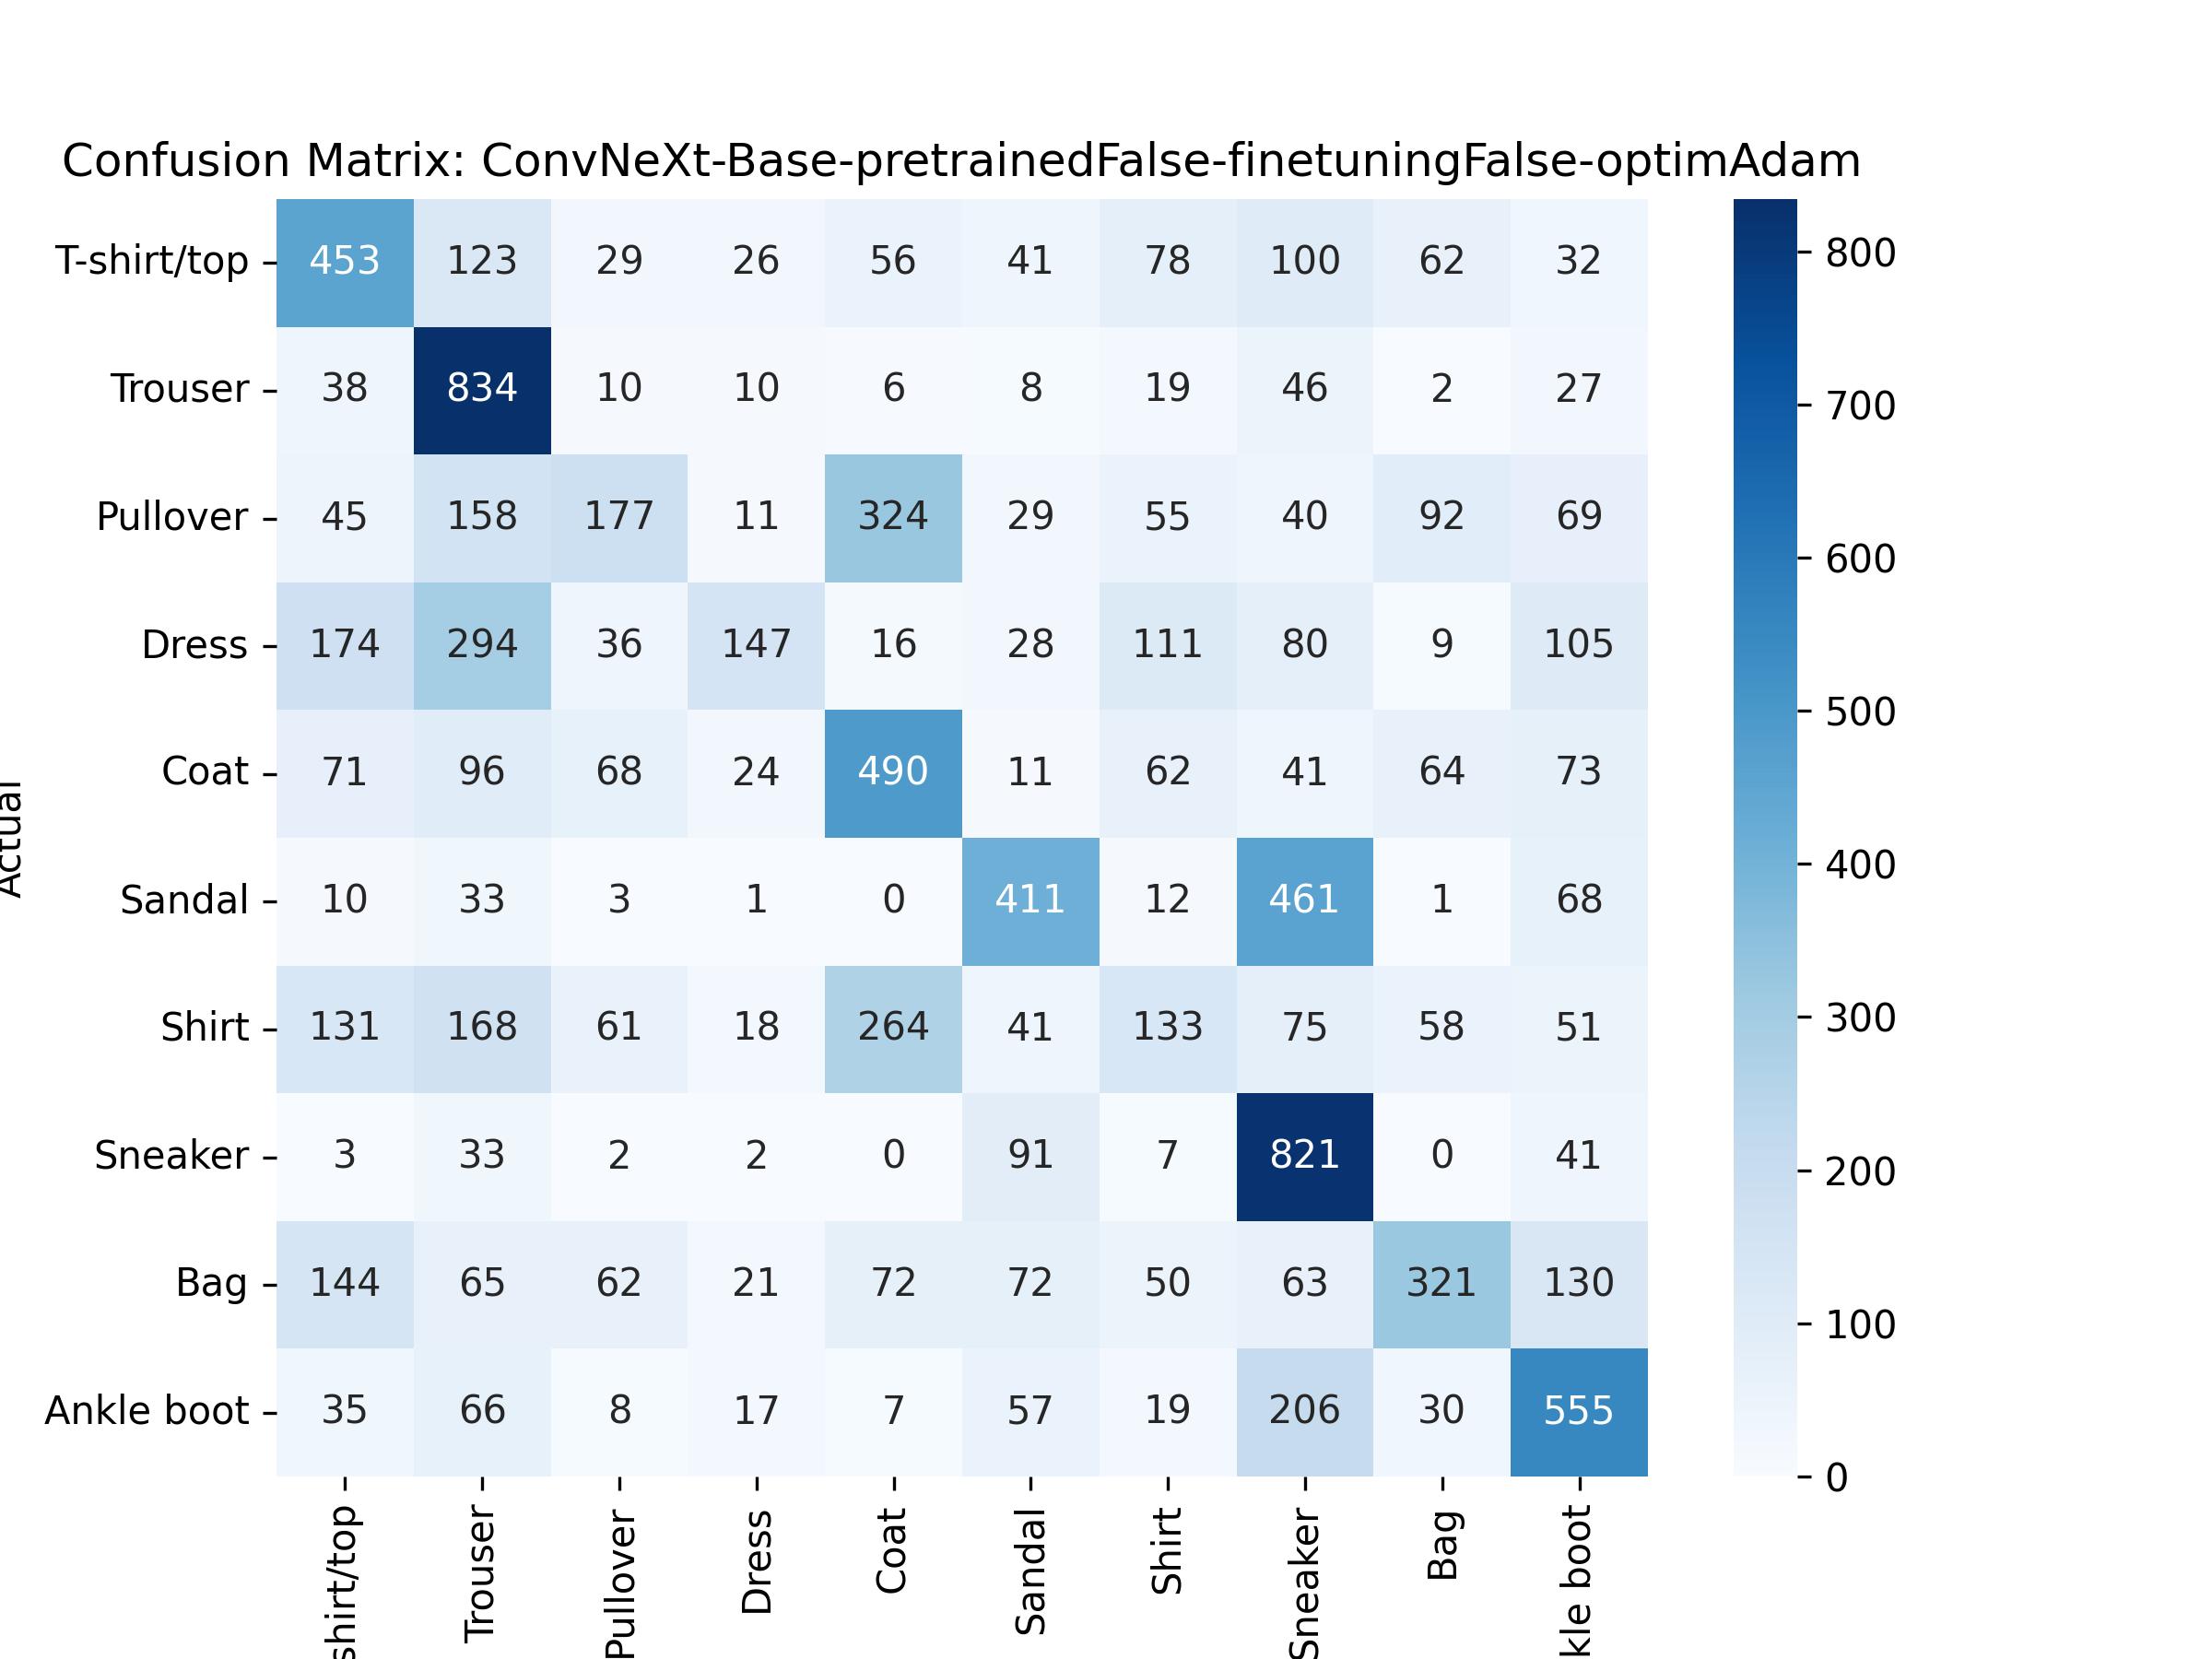 Confusion Matrix: ConvNeXt-Base-pretrainedFalse-finetuningFalse-optimAdam
T-shirt/top 453 123 29 26 56 41 78 100 62 32
Trouser 38 834 10 10 6 8 19 46 2 27
Pullover 45 158 177 11 324 29 55 40 92 69
Dress 174 294 36 147 16 28 111 80 9 105
Coat 71 96 68 24 490 11 62 41 64 73
Sandal 10 33 3 1 0 411 12 461 1 68
Shirt 131 168 61 18 264 41 133 75 58 51
Sneaker 3 33 2 2 0 91 7 821 0 41
Bag 144 65 62 21 72 72 50 63 321 130
Ankle boot 35 66 8 17 7 57 19 206 30 555
Actual
shirt/top
Trouser
Pullover
Dress
Coat
Sandal
Shirt
Sneaker
Bag
kle boot
800
700
600
500
400
300
200
100
0